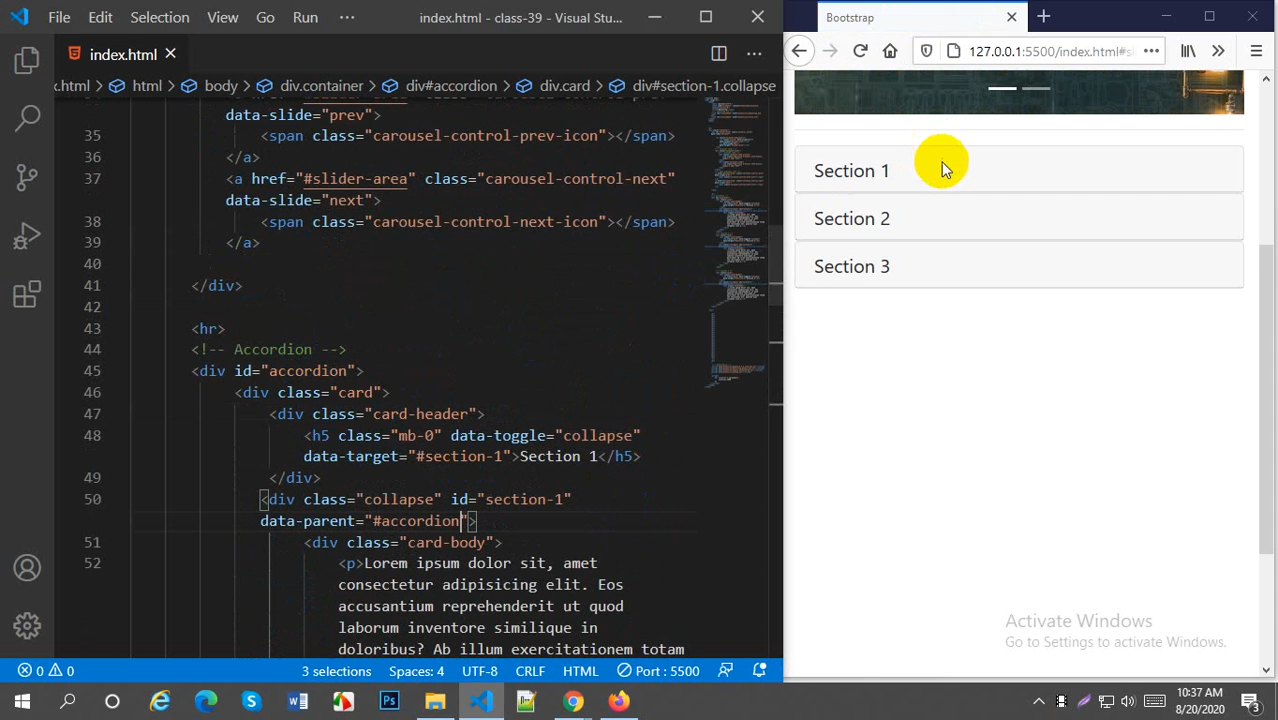 File Edit Selection View Go Run ··· index.html - class-39 - Visual Stu...
index.html
.html > html > body > div.container > div#accordion > div.card > div#section-1.collapse
data-slide="prev">
35 <span class="carousel-control-prev-icon"></span>
36 </a>
37 <a href="#slider-area" class="carousel-control-next"
data-slide="next">
38 <span class="carousel-control-next-icon"></span>
39 </a>
40
41 </div>
42
43 <hr>
44 <!-- Accordion -->
45 <div id="accordion">
46 <div class="card">
47 <div class="card-header">
48 <h5 class="mb-0" data-toggle="collapse"
data-target="#section-1">Section 1</h5>
49 </div>
50 <div class="collapse" id="section-1"
data-parent="#accordion">
51 <div class="card-body">
52 <p>Lorem ipsum dolor sit, amet
consectetur adipisicing elit. Eos
accusantium reprehenderit ut quod
laborum inventore similique in
doloribus? Ab illum exercitationem totam
0 0 3 selections Spaces: 4 UTF-8 CRLF HTML Port : 5500
Bootstrap
127.0.0.1:5500/index.html#s
Section 1
Section 2
Section 3
Activate Windows
Go to Settings to activate Windows.
10:37 AM
8/20/2020
3